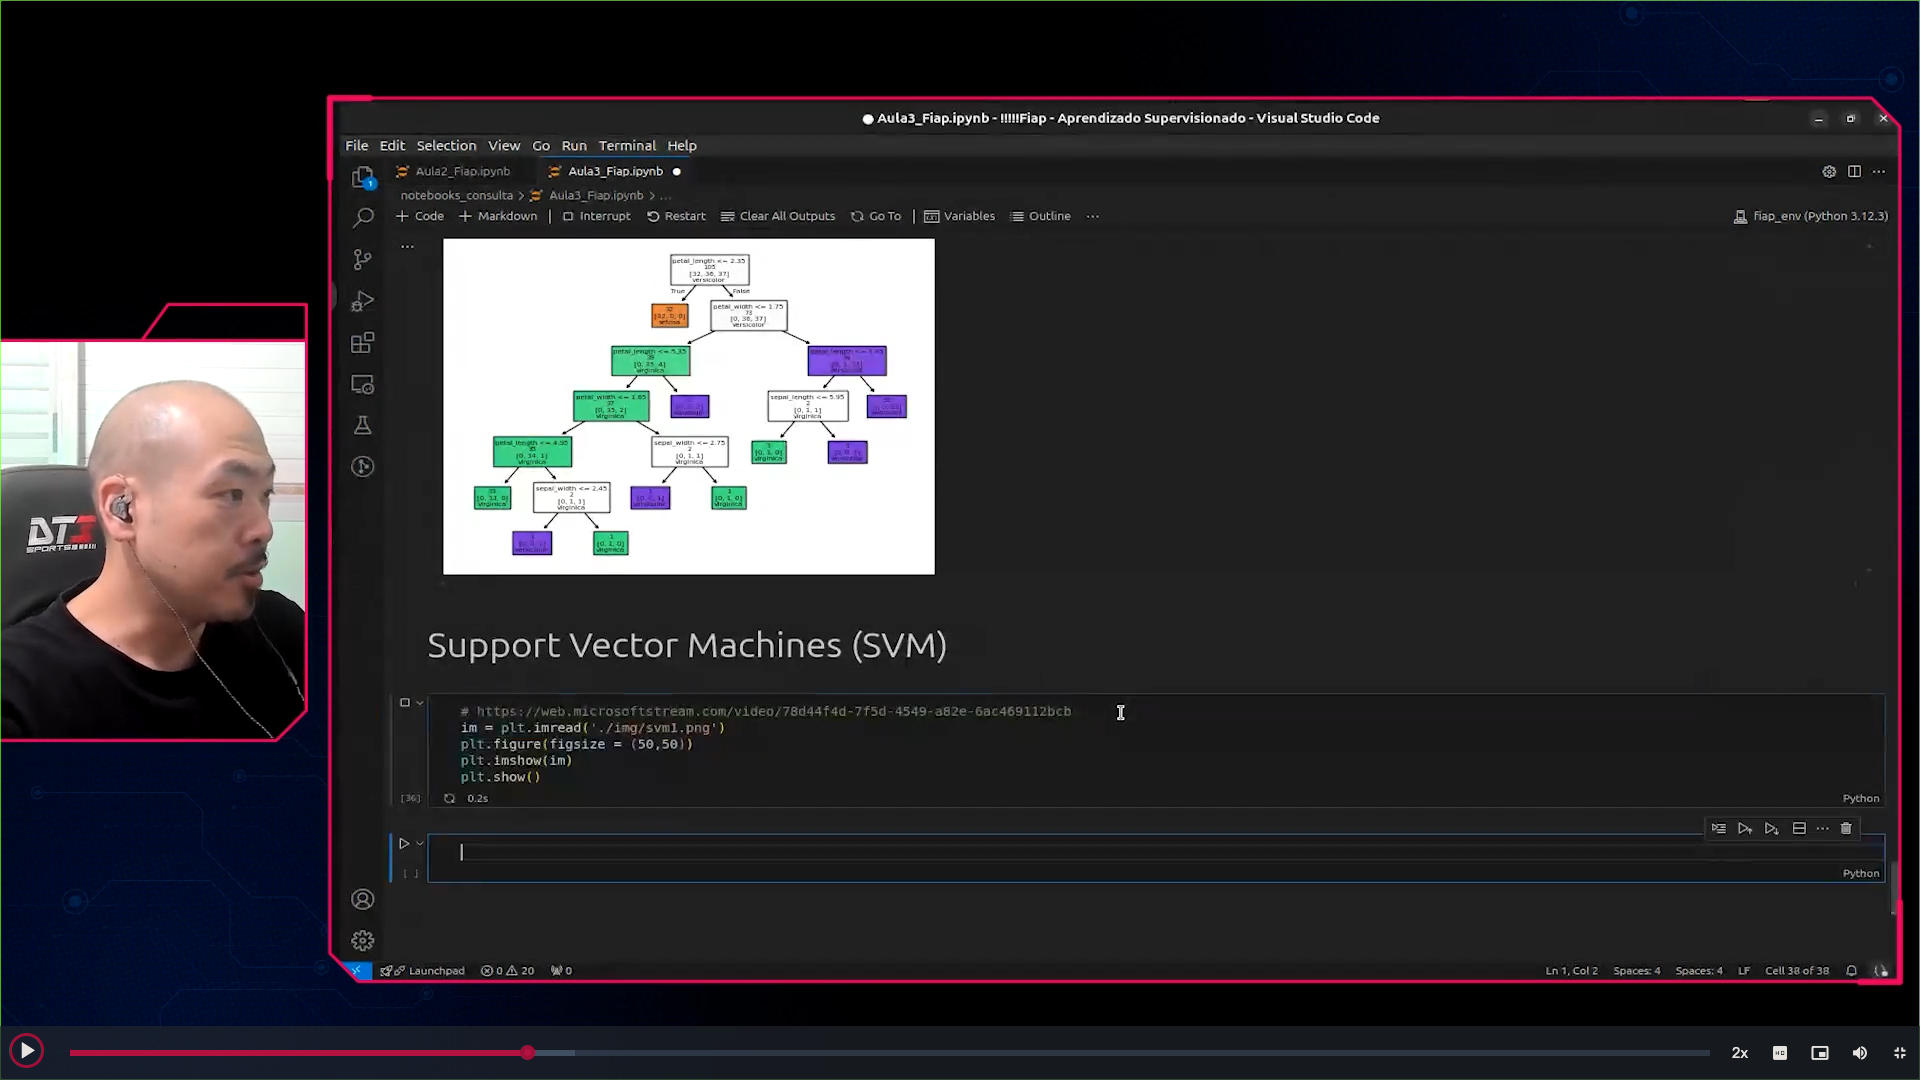 Aula3_Fiap.ipynb - !!!!!Fiap - Aprendizado Supervisionado - Visual Studio Code
File Edit Selection View Go Run Terminal Help
Aula2_Fiap.ipynb Aula3_Fiap.ipynb
notebooks_consulta > Aula3_Fiap.ipynb > ...
+ Code + Markdown Interrupt Restart Clear All Outputs Go To Variables Outline ... fiap_env (Python 3.12.3)
petal_length <= 2.35
105
[32, 36, 37]
versicolor
True False
32
[32, 0, 0]
setosa
petal_width <= 1.75
73
[0, 36, 37]
versicolor
petal_length <= 5.35
39
[0, 35, 4]
virginica
petal_width <= 1.65
37
[0, 35, 2]
virginica
sepal_length <= 5.95
2
[0, 1, 1]
virginica
petal_length <= 4.95
35
[0, 34, 1]
virginica
sepal_width <= 2.75
2
[0, 1, 1]
virginica
1
[0, 1, 0]
virginica
33
[0, 33, 0]
virginica
sepal_width <= 2.45
2
[0, 1, 1]
virginica
1
[0, 1, 0]
virginica
1
[0, 1, 0]
virginica
DT3
SPORTS
Support Vector Machines (SVM)
# https://web.microsoftstream.com/video/78d44f4d-7f5d-4549-a82e-6ac469112bcb
im = plt.imread('./img/svm1.png')
plt.figure(figsize = (50,50))
plt.imshow(im)
plt.show()
[36] 0.2s Python
[ ] Python
Launchpad 0 20 0 Ln 1, Col 2 Spaces: 4 Spaces: 4 LF Cell 38 of 38
2x HD